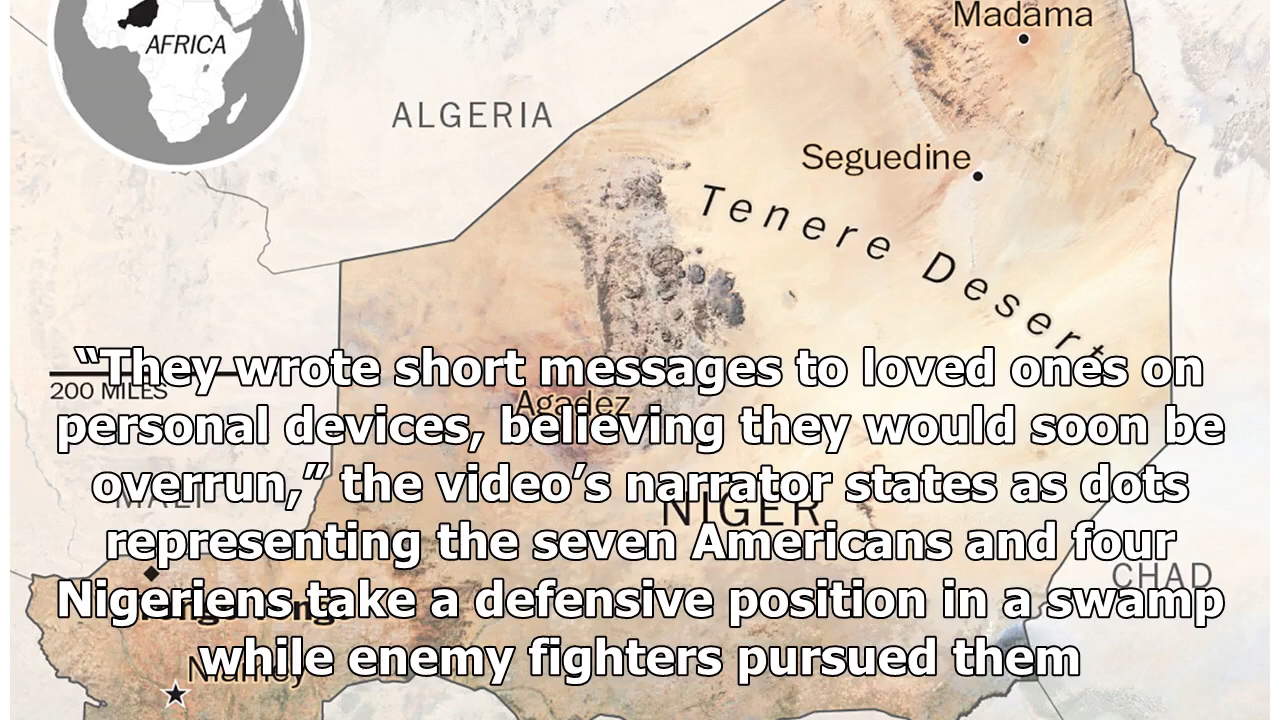 Madama
AFRICA
ALGERIA
Seguedine
Tenere Desert
“They wrote short messages to loved ones on
200 MILES
Agadez
personal devices, believing they would soon be
overrun,” the video’s narrator states as dots
MALI
NIGER
representing the seven Americans and four
CHAD
Nigeriens take a defensive position in a swamp
while enemy fighters pursued them
Niamey